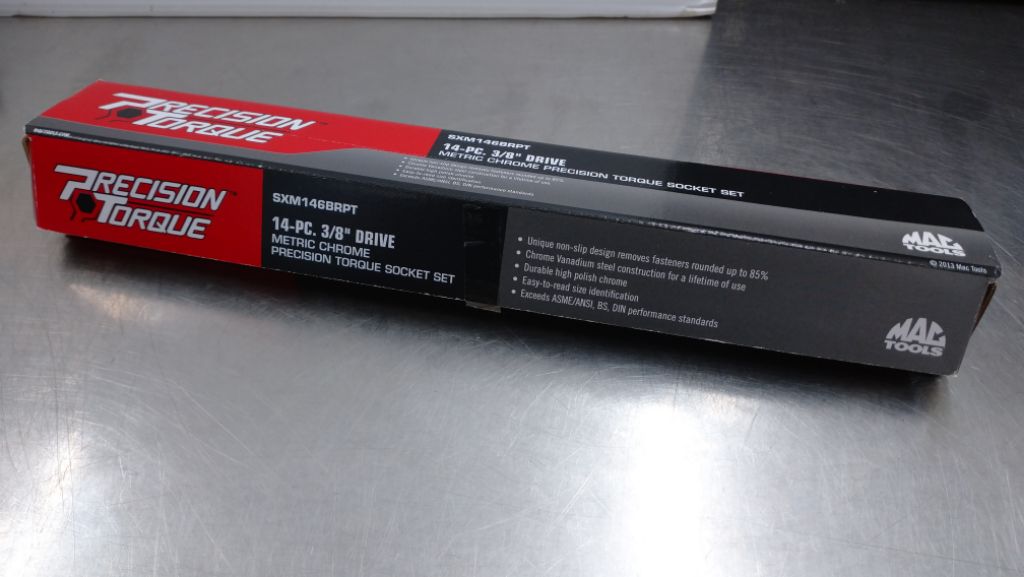 PRECISION™
TORQUE
SXM146BRPT
14-PC. 3/8" DRIVE
METRIC CHROME PRECISION TORQUE SOCKET SET
MAC
TOOLS
© 2013 Mac Tools
PRECISION™
TORQUE
SXM146BRPT
14-PC. 3/8" DRIVE
METRIC CHROME
PRECISION TORQUE SOCKET SET
• Unique non-slip design removes fasteners rounded up to 85%
• Chrome Vanadium steel construction for a lifetime of use
• Durable high polish chrome
• Easy-to-read size identification
• Exceeds ASME/ANSI, BS, DIN performance standards
MAC
TOOLS